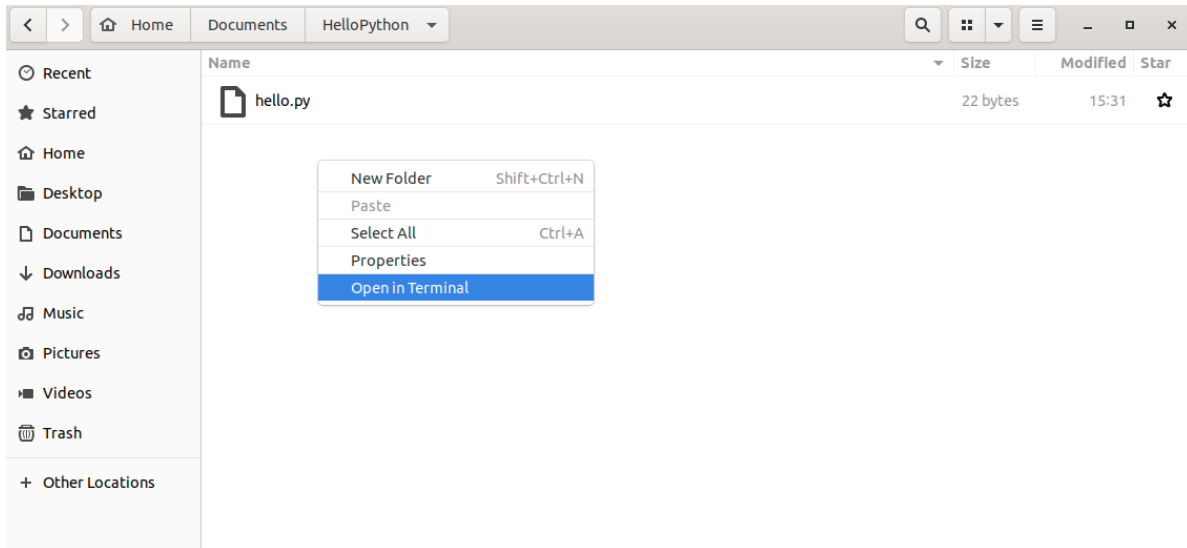 Home Documents HelloPython
Name Size Modified Star
Recent
hello.py 22 bytes 15:31
Starred
Home
Desktop
Documents
Downloads
Music
Pictures
Videos
Trash
+ Other Locations
New Folder Shift+Ctrl+N
Paste
Select All Ctrl+A
Properties
Open in Terminal